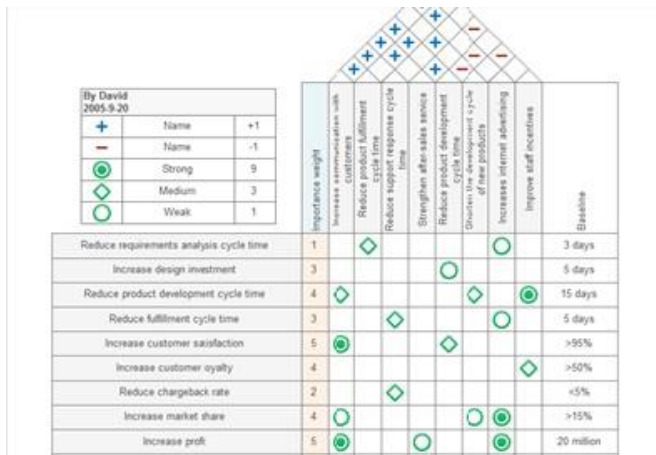 By David
2005-9-20
+ Name +1
− Name -1
Strong 9
Medium 3
Weak 1
Importance weight
Increase communication with
customers
Reduce product fulfillment
cycle time
Reduce support response cycle
time
Strengthen after-sales service
Reduce product development
cycle time
Shorten the development cycle
of new products
Increases internet advertising
Improve staff incentives
Baseline
Reduce requirements analysis cycle time 1 3 days
Increase design investment 3 5 days
Reduce product development cycle time 4 15 days
Reduce fulfillment cycle time 3 5 days
Increase customer satisfaction 5 >95%
Increase customer oyalty 4 >50%
Reduce chargeback rate 2 <5%
Increase market share 4 >15%
Increase profit 5 20 million